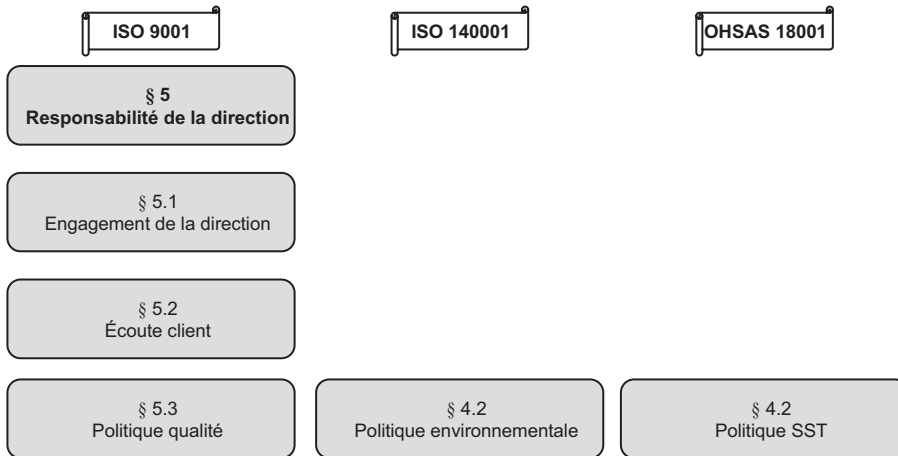 ISO 9001
ISO 140001
OHSAS 18001
§ 5
Responsabilité de la direction
§ 5.1
Engagement de la direction
§ 5.2
Écoute client
§ 5.3
Politique qualité
§ 4.2
Politique environnementale
§ 4.2
Politique SST